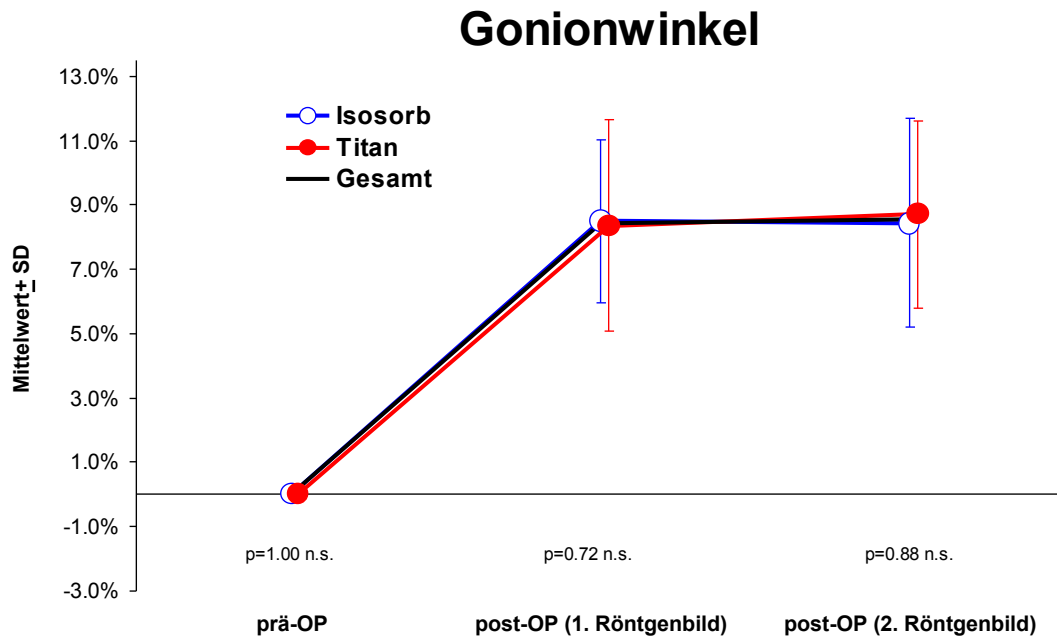 Gonionwinkel
13.0%
11.0%
9.0%
7.0%
5.0%
3.0%
1.0%
-1.0%
-3.0%
Mittelwert± SD
Isosorb
Titan
Gesamt
p=1.00 n.s. p=0.72 n.s. p=0.88 n.s.
prä-OP post-OP (1. Röntgenbild) post-OP (2. Röntgenbild)